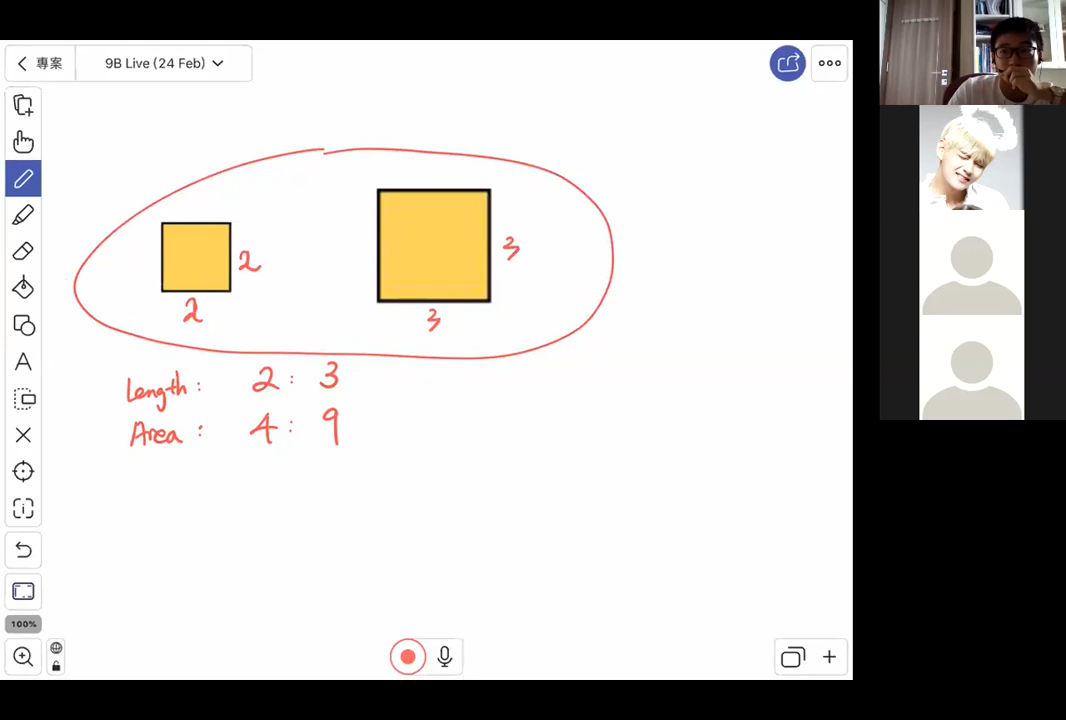 專案
9B Live (24 Feb)
2
2
3
3
Length : 2 : 3
Area : 4 : 9
A
100%